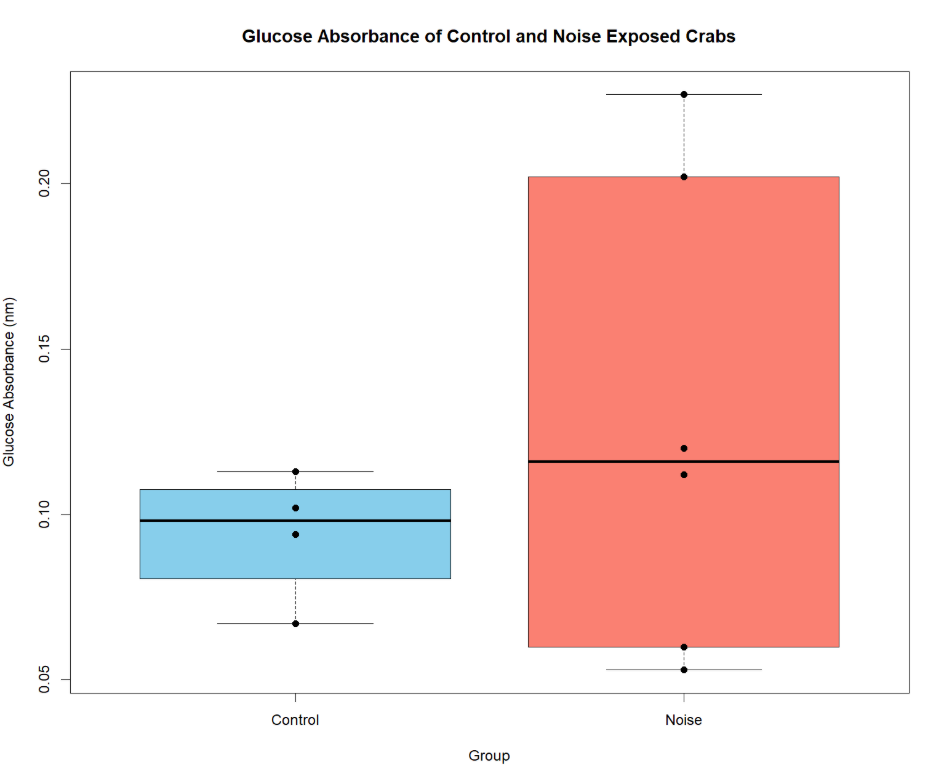 Glucose Absorbance of Control and Noise Exposed Crabs
Glucose Absorbance (nm)
0.20
0.15
0.10
0.05
Control
Noise
Group